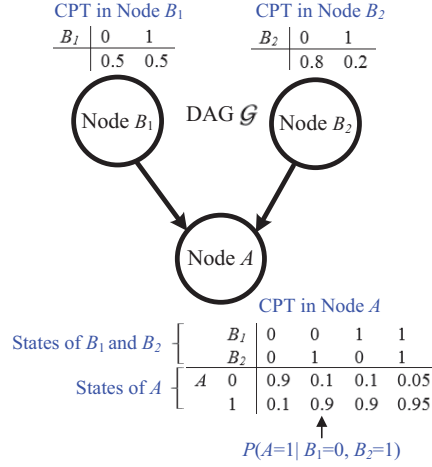 CPT in Node B₁
B₁ 0 1
0.5 0.5
CPT in Node B₂
B₂ 0 1
0.8 0.2
Node B₁
DAG 𝒢
Node B₂
Node A
CPT in Node A
States of B₁ and B₂
B₁ 0 0 1 1
B₂ 0 1 0 1
States of A
A 0 0.9 0.1 0.1 0.05
1 0.1 0.9 0.9 0.95
P(A=1| B₁=0, B₂=1)